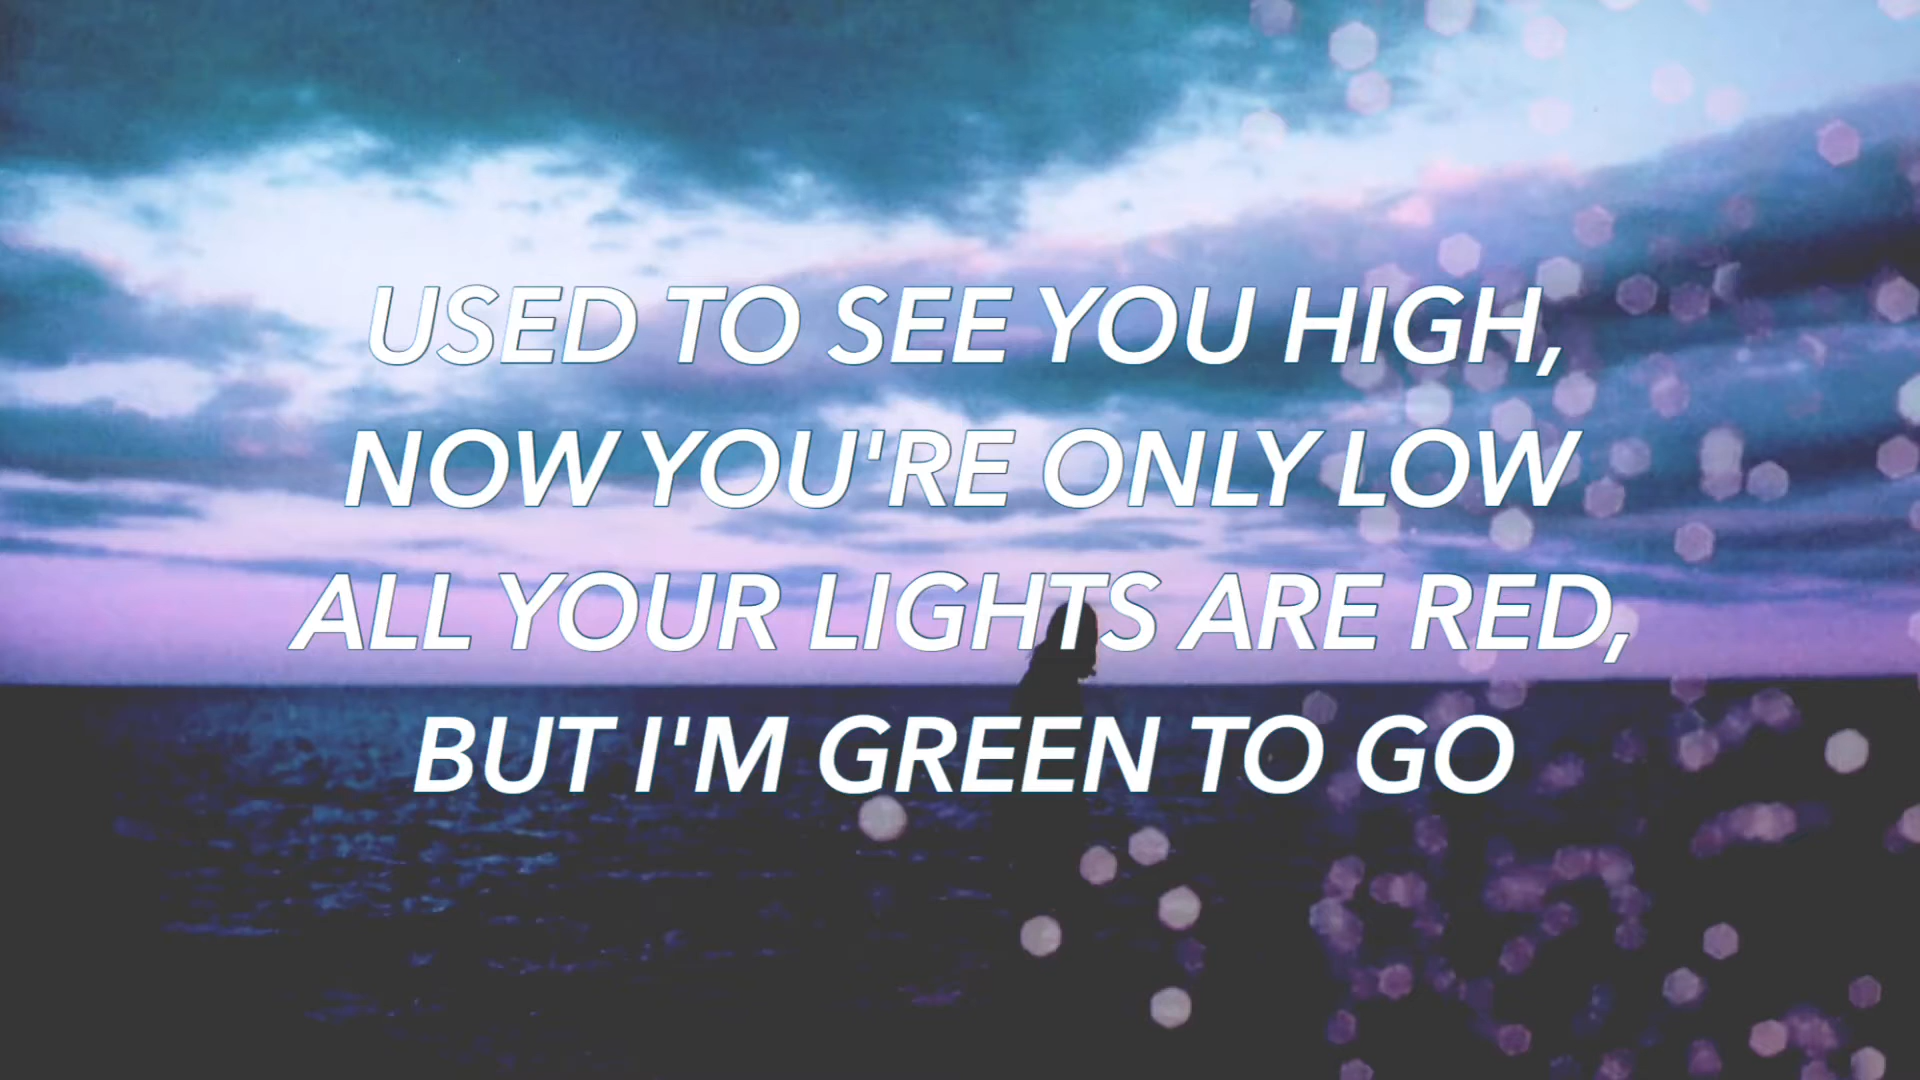 USED TO SEE YOU HIGH,
NOW YOU'RE ONLY LOW
ALL YOUR LIGHTS ARE RED,
BUT I'M GREEN TO GO